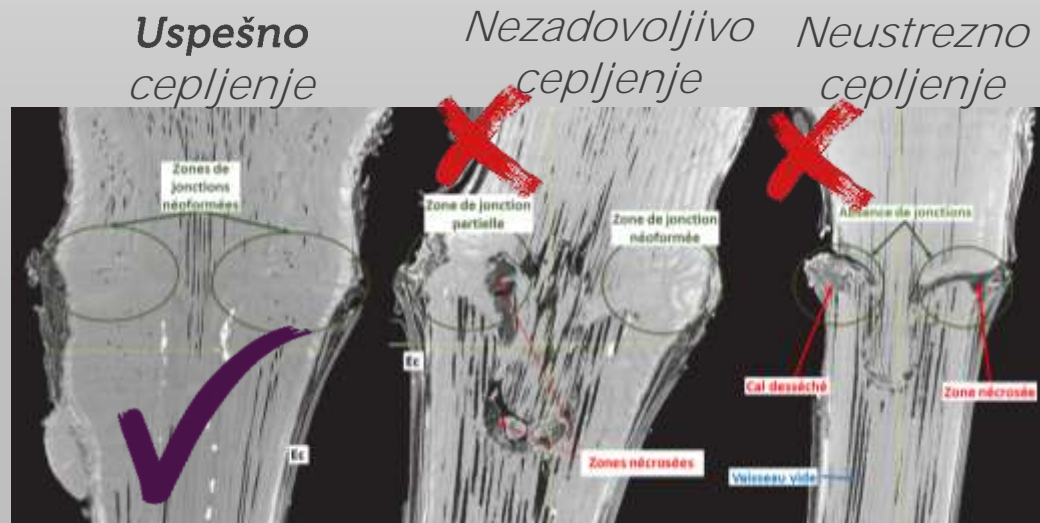 Uspešno
cepljenje
Nezadovoljivo
cepljenje
Neustrezno
cepljenje
Zones de
jonctions
néoformées
Ec
Zone de jonction
partielle
Zone de jonction
néoformée
Ec
Zones nécrosées
Absence de jonctions
Cal desséché
Zone nécrosée
Vaisseau vide